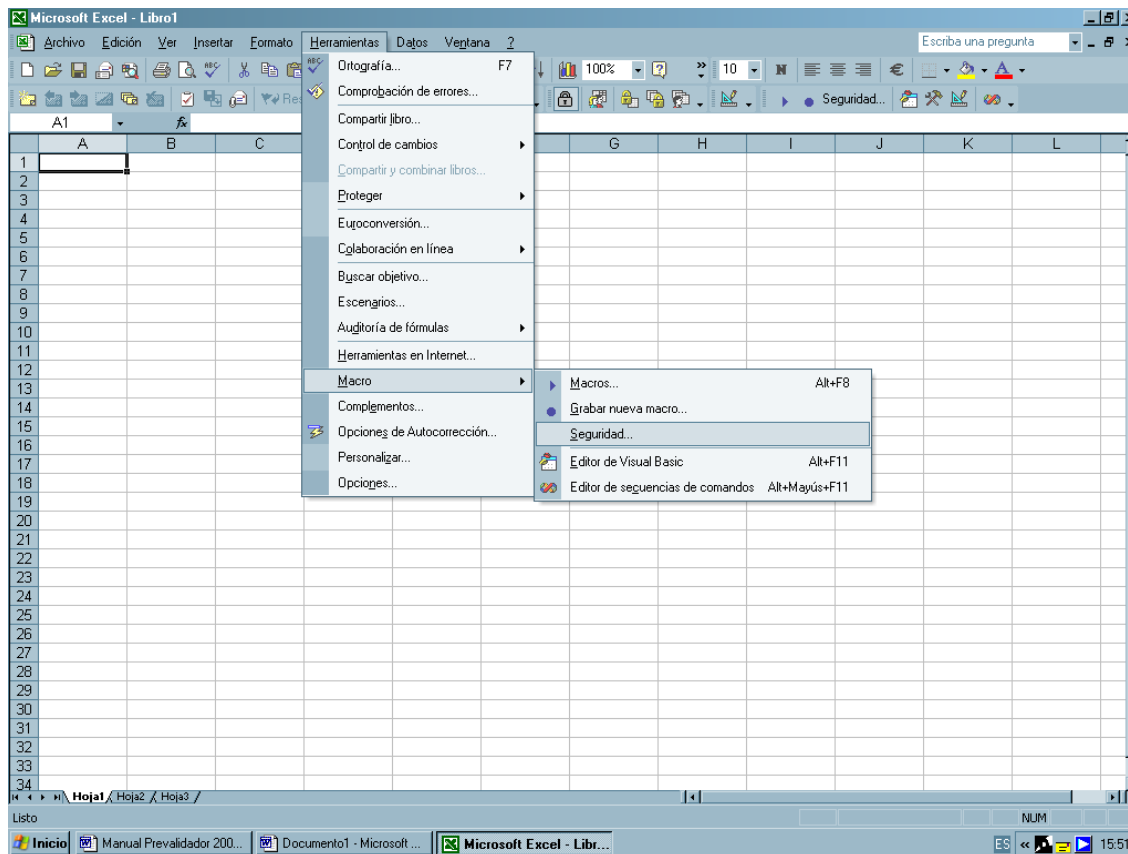 Microsoft Excel - Libro1
Archivo Edición Ver Insertar Formato Herramientas Datos Ventana ?
Escriba una pregunta
100% 10 N € A
Seguridad...
A1 fx
A B C G H I J K L
Ortografía... F7
Comprobación de errores...
Compartir libro...
Control de cambios
Compartir y combinar libros...
Proteger
Euroconversión...
Colaboración en línea
Buscar objetivo...
Escenarios...
Auditoría de fórmulas
Herramientas en Internet...
Macro
Complementos...
Opciones de Autocorrección...
Personalizar...
Opciones...
Macros... Alt+F8
Grabar nueva macro...
Seguridad...
Editor de Visual Basic Alt+F11
Editor de secuencias de comandos Alt+Mayús+F11
1
2
3
4
5
6
7
8
9
10
11
12
13
14
15
16
17
18
19
20
21
22
23
24
25
26
27
28
29
30
31
32
33
34
Hoja1 Hoja2 Hoja3
Listo NUM
Inicio Manual Prevalidador 200... Documento1 - Microsoft ... Microsoft Excel - Libr... ES « 15:51